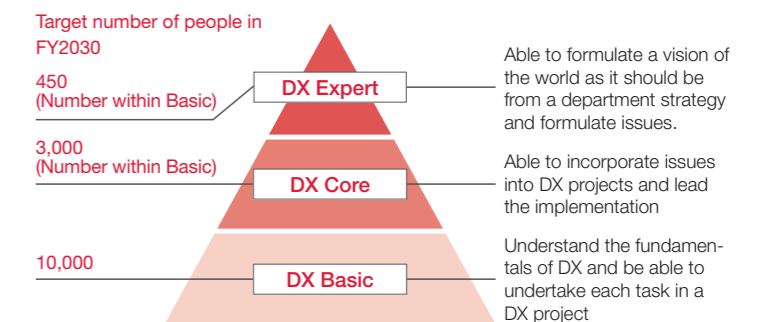 Target number of people in
FY2030
450
(Number within Basic)
DX Expert
Able to formulate a vision of
the world as it should be
from a department strategy
and formulate issues.
3,000
(Number within Basic)
DX Core
Able to incorporate issues
into DX projects and lead
the implementation
10,000
DX Basic
Understand the fundamen-
tals of DX and be able to
undertake each task in a
DX project